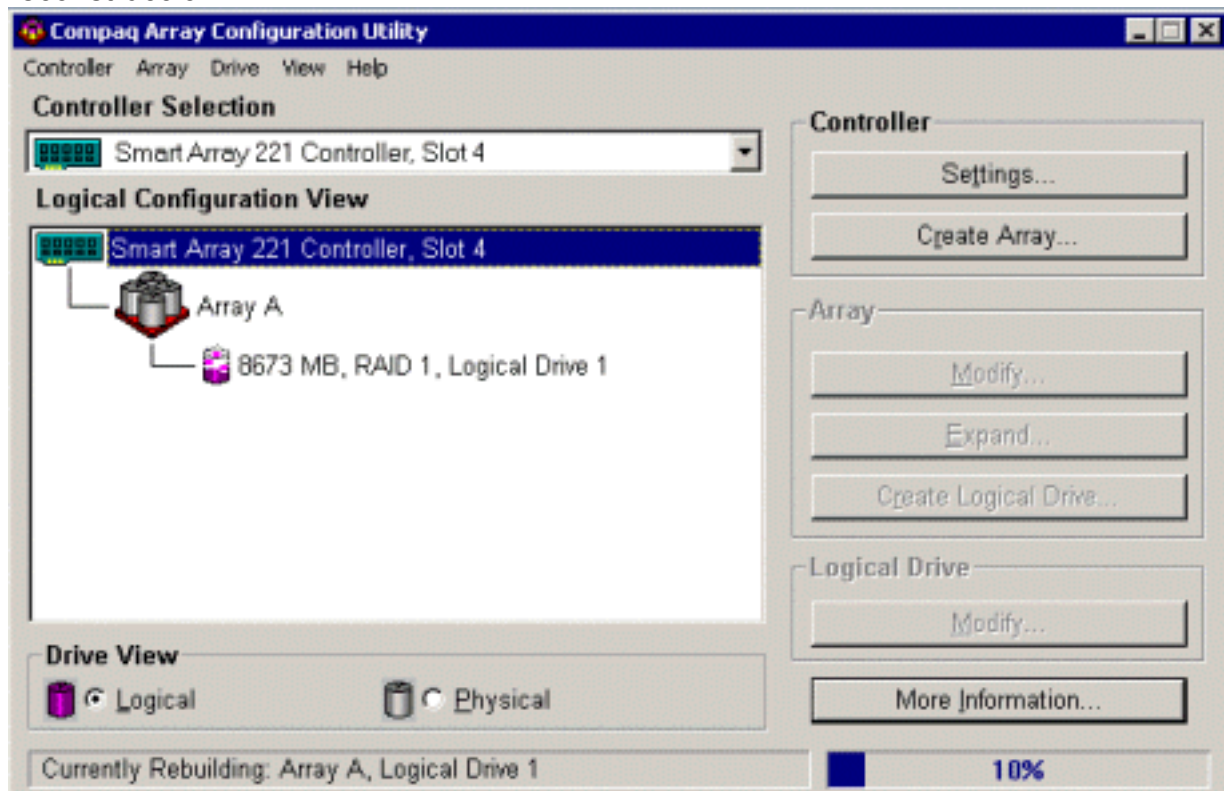 Compaq Array Configuration Utility
Controller Array Drive View Help
Controller Selection
Smart Array 221 Controller, Slot 4
Logical Configuration View
Smart Array 221 Controller, Slot 4
Array A
8673 MB, RAID 1, Logical Drive 1
Drive View
Logical
Physical
Controller
Settings...
Create Array...
Array
Modify...
Expand...
Create Logical Drive...
Logical Drive
Modify...
More Information...
Currently Rebuilding: Array A, Logical Drive 1
10%